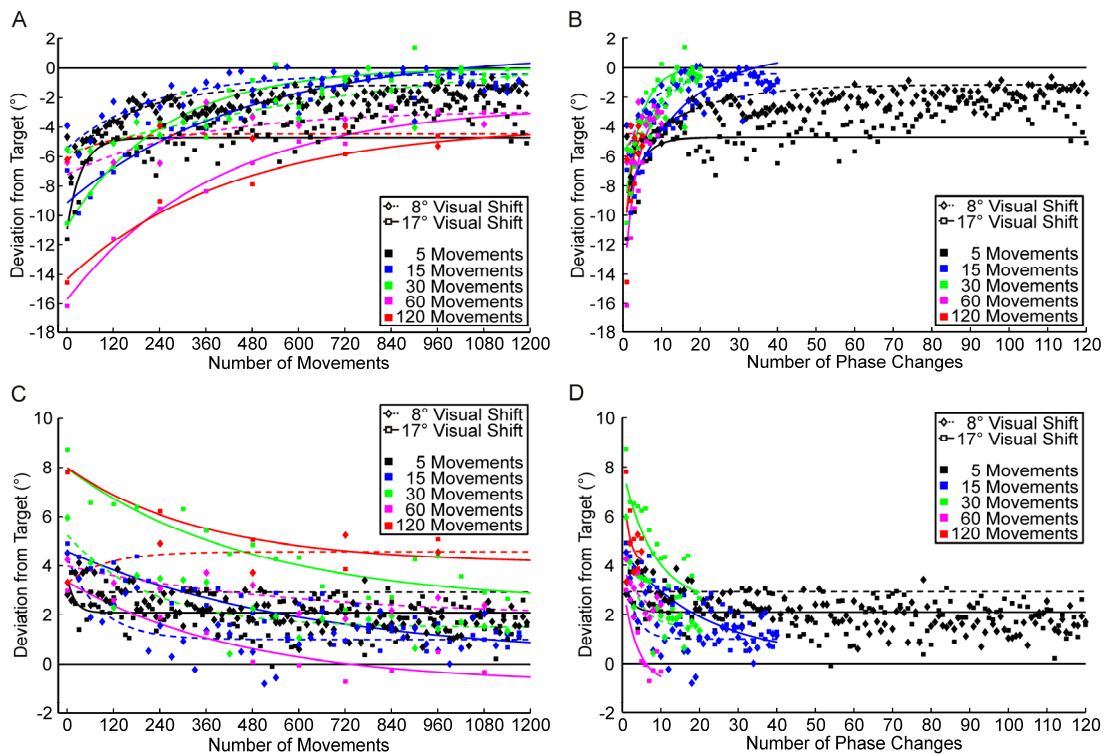 A
2
0
-2
-4
-6
-8
-10
-12
-14
-16
-18
Deviation from Target (°)
0 120 240 360 480 600 720 840 960 1080 1200
Number of Movements
8° Visual Shift
17° Visual Shift
5 Movements
15 Movements
30 Movements
60 Movements
120 Movements
B
2
0
-2
-4
-6
-8
-10
-12
-14
-16
-18
Deviation from Target (°)
0 10 20 30 40 50 60 70 80 90 100 110 120
Number of Phase Changes
8° Visual Shift
17° Visual Shift
5 Movements
15 Movements
30 Movements
60 Movements
120 Movements
C
10
8
6
4
2
0
-2
Deviation from Target (°)
0 120 240 360 480 600 720 840 960 1080 1200
Number of Movements
8° Visual Shift
17° Visual Shift
5 Movements
15 Movements
30 Movements
60 Movements
120 Movements
D
10
8
6
4
2
0
-2
Deviation from Target (°)
0 10 20 30 40 50 60 70 80 90 100 110 120
Number of Phase Changes
8° Visual Shift
17° Visual Shift
5 Movements
15 Movements
30 Movements
60 Movements
120 Movements